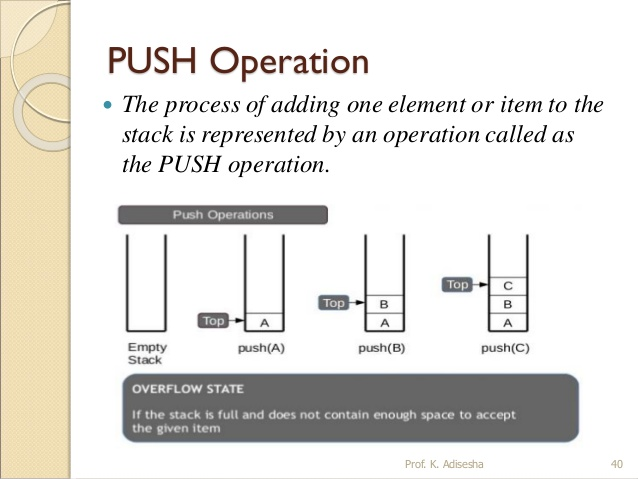 PUSH Operation
The process of adding one element or item to the
stack is represented by an operation called as
the PUSH operation.
Push Operations
Top
A
Top
B
A
Top
C
B
A
Empty
Stack
push(A)
push(B)
push(C)
OVERFLOW STATE
If the stack is full and does not contain enough space to accept
the given item
Prof. K. Adisesha
40